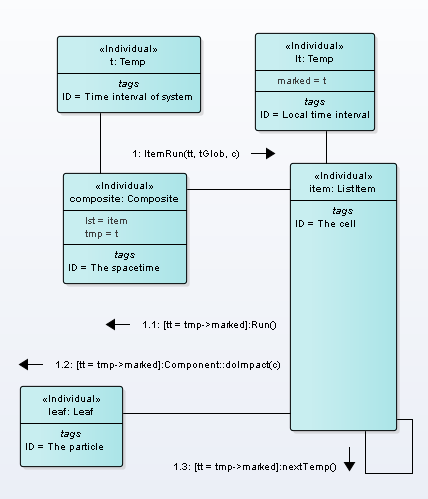 «Individual»
t: Temp
tags
ID = Time interval of system
«Individual»
lt: Temp
marked = t
tags
ID = Local time interval
1: ItemRun(tt, tGlob, c)
«Individual»
composite: Composite
lst = item
tmp = t
tags
ID = The spacetime
«Individual»
item: ListItem
tags
ID = The cell
1.1: [tt = tmp->marked]:Run()
1.2: [tt = tmp->marked]:Component::doImpact(c)
«Individual»
leaf: Leaf
tags
ID = The particle
1.3: [tt = tmp->marked]:nextTemp()